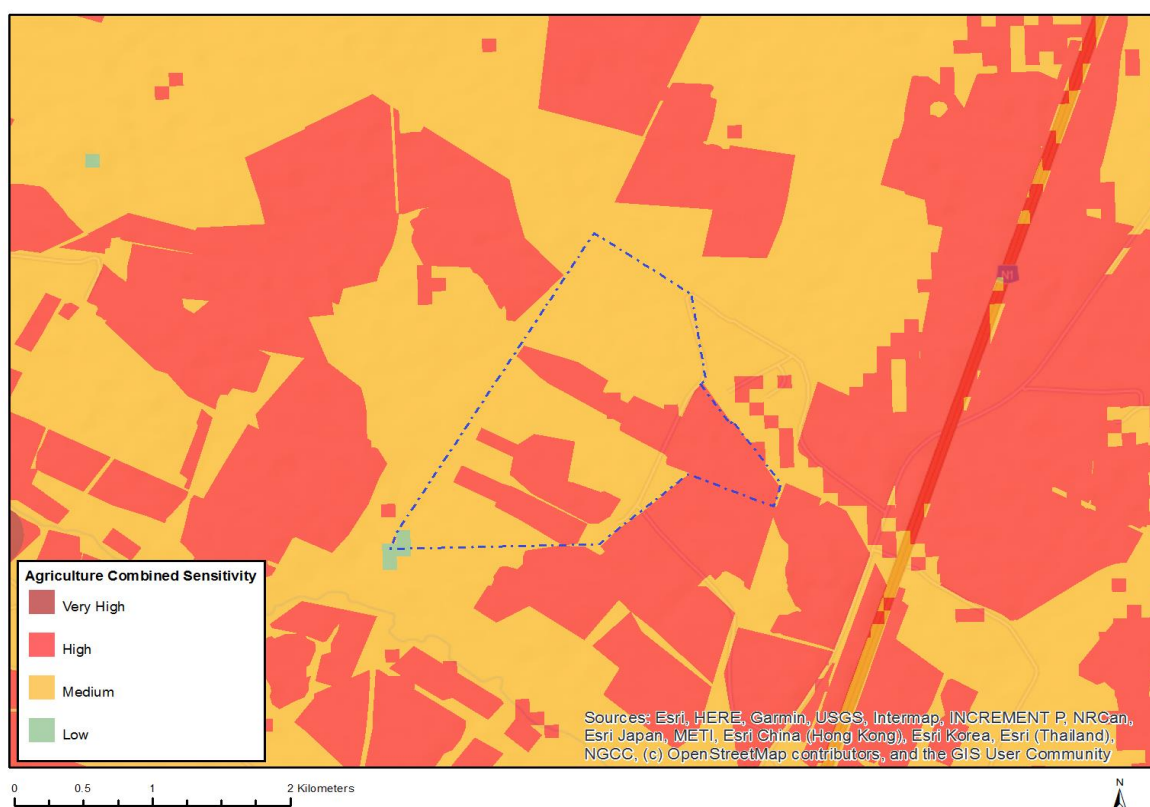 N1
Agriculture Combined Sensitivity
Very High
High
Medium
Low
Sources: Esri, HERE, Garmin, USGS, Intermap, INCREMENT P, NRCan,
Esri Japan, METI, Esri China (Hong Kong), Esri Korea, Esri (Thailand),
NGCC, (c) OpenStreetMap contributors, and the GIS User Community
0 0.5 1 2 Kilometers
N